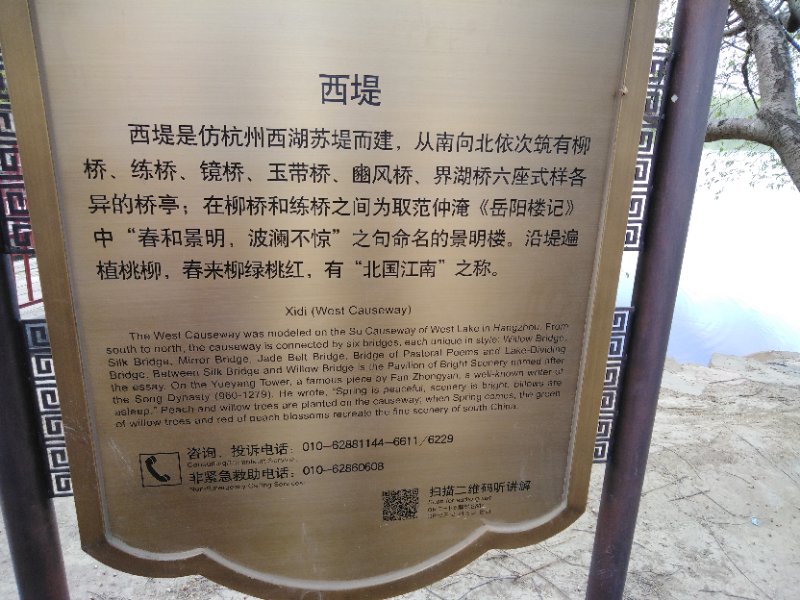 西堤
西堤是仿杭州西湖苏堤而建，从南向北依次筑有柳
桥、练桥、镜桥、玉带桥、豳风桥、界湖桥六座式样各
异的桥亭；在柳桥和练桥之间为取范仲淹《岳阳楼记》
中“春和景明，波澜不惊”之句命名的景明楼。沿堤遍
植桃柳，春来柳绿桃红，有“北国江南”之称。
Xidi (West Causeway)
The West Causeway was modeled on the Su Causeway of West Lake in Hangzhou. From
south to north, the causeway is connected by six bridges, each unique in style: Willow Bridge,
Silk Bridge, Mirror Bridge, Jade Belt Bridge, Bridge of Pastoral Poems and Lake-Dividing
Bridge. Between Silk Bridge and Willow Bridge is the Pavilion of Bright Scenery named after
the essay. On the Yueyang Tower, a famous piece by Fan Zhongyan, a well-known writer of
the Song Dynasty (960-1279). He wrote, "Spring is peaceful, scenery is bright, billows are
asleep." Peach and willow trees are planted on the causeway; when Spring comes, the green
of willow trees and red of peach blossoms recreate the fine scenery of south China.
咨询、投诉电话：010-62881144-6611/6229
非紧急救助电话：010-62860608
Non-Emergency Calling Service
扫描二维码听讲解